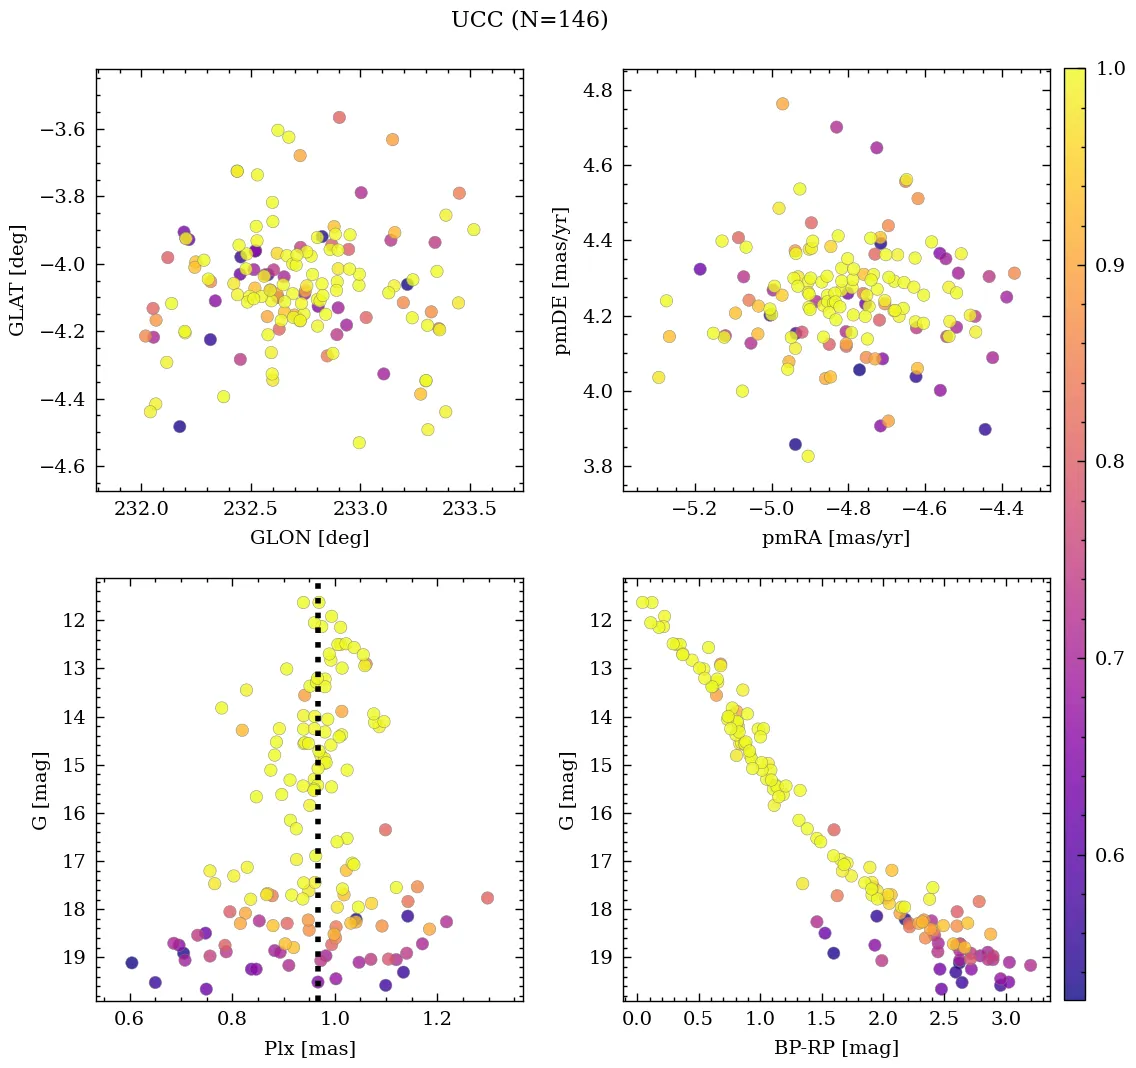 UCC (N=146)
−3.6
−3.8
−4.0
−4.2
−4.4
−4.6
GLAT [deg]
232.0 232.5 233.0 233.5
GLON [deg]
4.8
4.6
4.4
4.2
4.0
3.8
pmDE [mas/yr]
−5.2 −5.0 −4.8 −4.6 −4.4
pmRA [mas/yr]
1.0
0.9
0.8
0.7
0.6
12
13
14
15
16
17
18
19
G [mag]
0.6 0.8 1.0 1.2
Plx [mas]
12
13
14
15
16
17
18
19
G [mag]
0.0 0.5 1.0 1.5 2.0 2.5 3.0
BP-RP [mag]